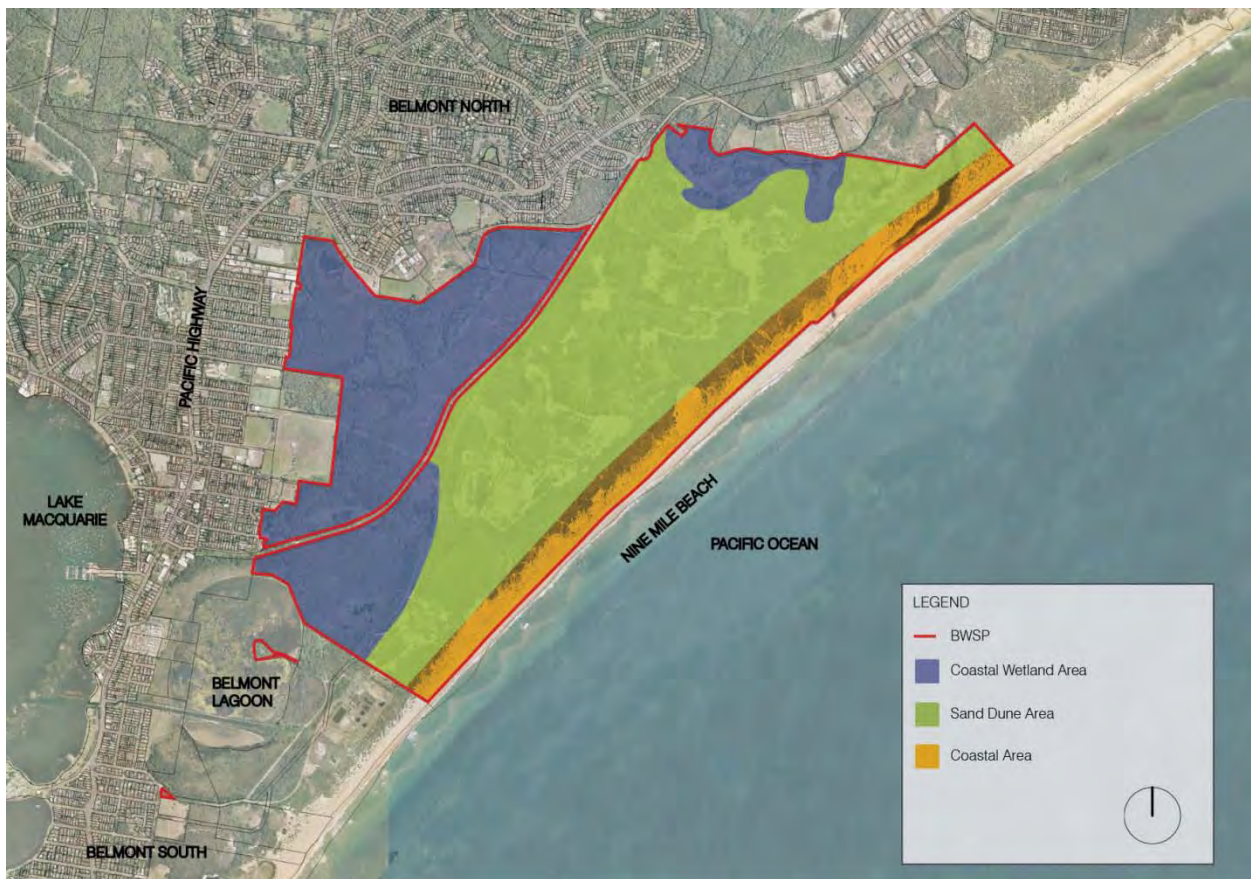 BELMONT NORTH
PACIFIC HIGHWAY
LAKE
MACQUARIE
NINE MILE BEACH
PACIFIC OCEAN
BELMONT
LAGOON
BELMONT SOUTH
LEGEND
BWSP
Coastal Wetland Area
Sand Dune Area
Coastal Area